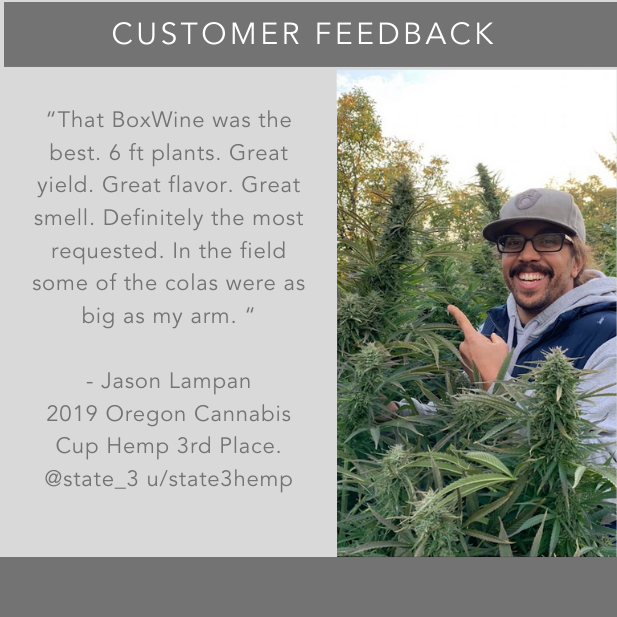 CUSTOMER FEEDBACK
“That BoxWine was the
best. 6 ft plants. Great
yield. Great flavor. Great
smell. Definitely the most
requested. In the field
some of the colas were as
big as my arm. “
- Jason Lampan
2019 Oregon Cannabis
Cup Hemp 3rd Place.
@state_3 u/state3hemp